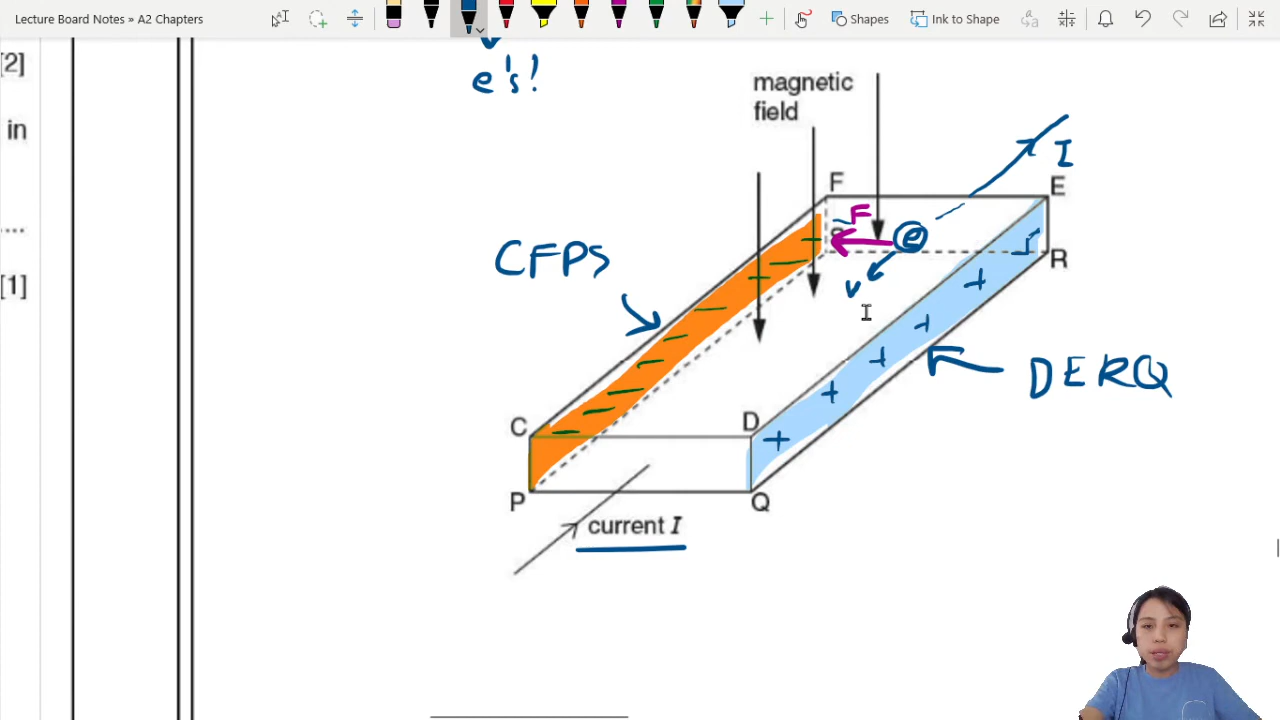 Lecture Board Notes » A2 Chapters
Shapes
Ink to Shape
[2]
in
....
[1]
e's!
magnetic
field
I
F
E
F
e
R
v
CFPS
DERQ
C
D
P
Q
current I